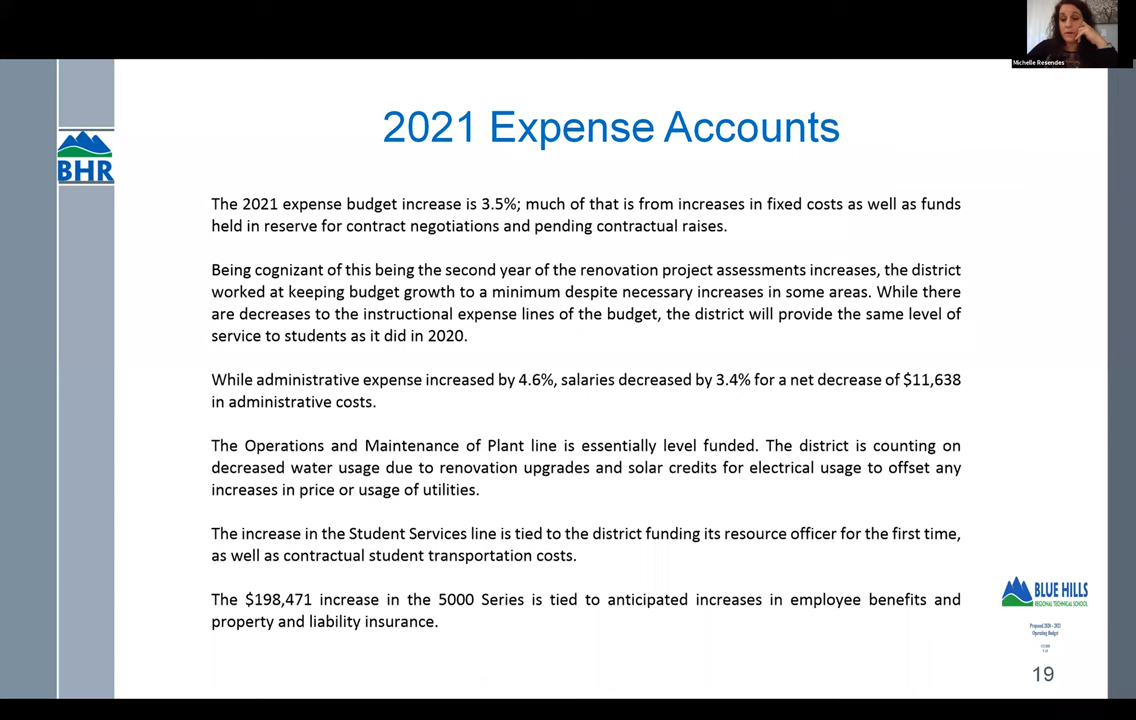 Michelle Resendes
2021 Expense Accounts
BHR
The 2021 expense budget increase is 3.5%; much of that is from increases in fixed costs as well as funds
held in reserve for contract negotiations and pending contractual raises.
Being cognizant of this being the second year of the renovation project assessments increases, the district
worked at keeping budget growth to a minimum despite necessary increases in some areas. While there
are decreases to the instructional expense lines of the budget, the district will provide the same level of
service to students as it did in 2020.
While administrative expense increased by 4.6%, salaries decreased by 3.4% for a net decrease of $11,638
in administrative costs.
The Operations and Maintenance of Plant line is essentially level funded. The district is counting on
decreased water usage due to renovation upgrades and solar credits for electrical usage to offset any
increases in price or usage of utilities.
The increase in the Student Services line is tied to the district funding its resource officer for the first time,
as well as contractual student transportation costs.
The $198,471 increase in the 5000 Series is tied to anticipated increases in employee benefits and
property and liability insurance.
BLUE HILLS
REGIONAL TECHNICAL SCHOOL
Proposed 2020 - 2021
Operating Budget
19